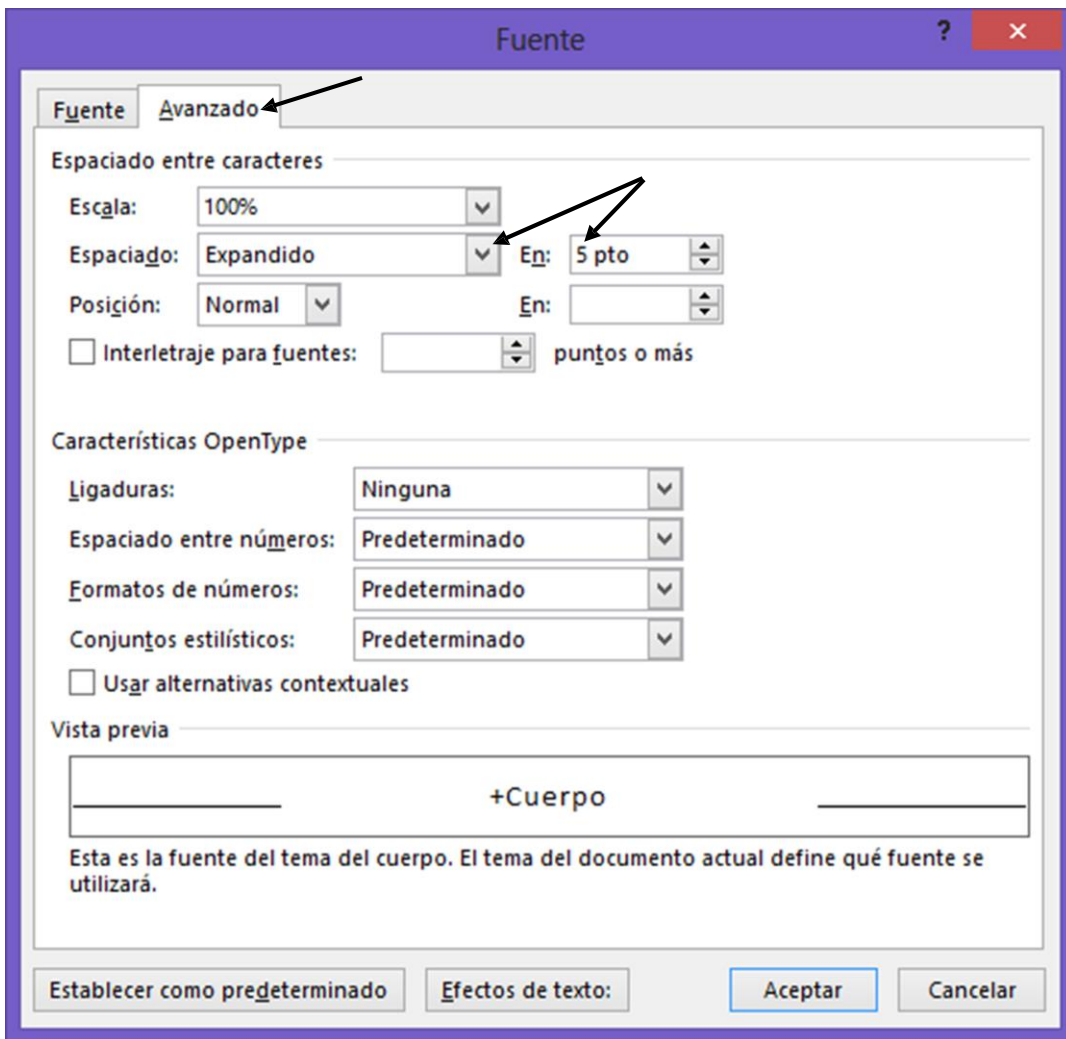 Fuente
? ×
Fuente Avanzado
Espaciado entre caracteres
Escala: 100%
Espaciado: Expandido En: 5 pto
Posición: Normal En:
Interletraje para fuentes: puntos o más
Características OpenType
Ligaduras: Ninguna
Espaciado entre números: Predeterminado
Formatos de números: Predeterminado
Conjuntos estilísticos: Predeterminado
Usar alternativas contextuales
Vista previa
+Cuerpo
Esta es la fuente del tema del cuerpo. El tema del documento actual define qué fuente se
utilizará.
Establecer como predeterminado Efectos de texto: Aceptar Cancelar